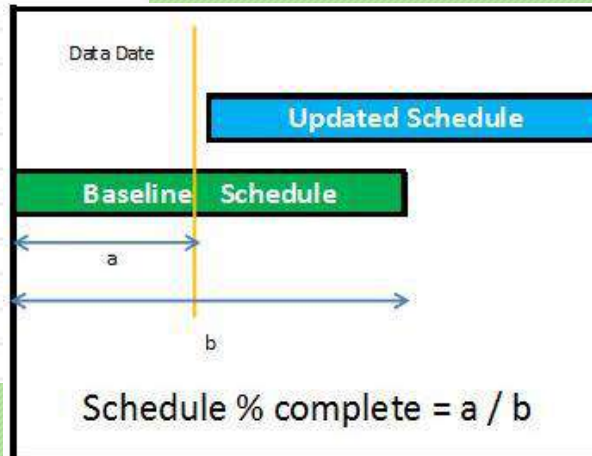 Data Date
Updated Schedule
Baseline Schedule
a
b
Schedule % complete = a / b